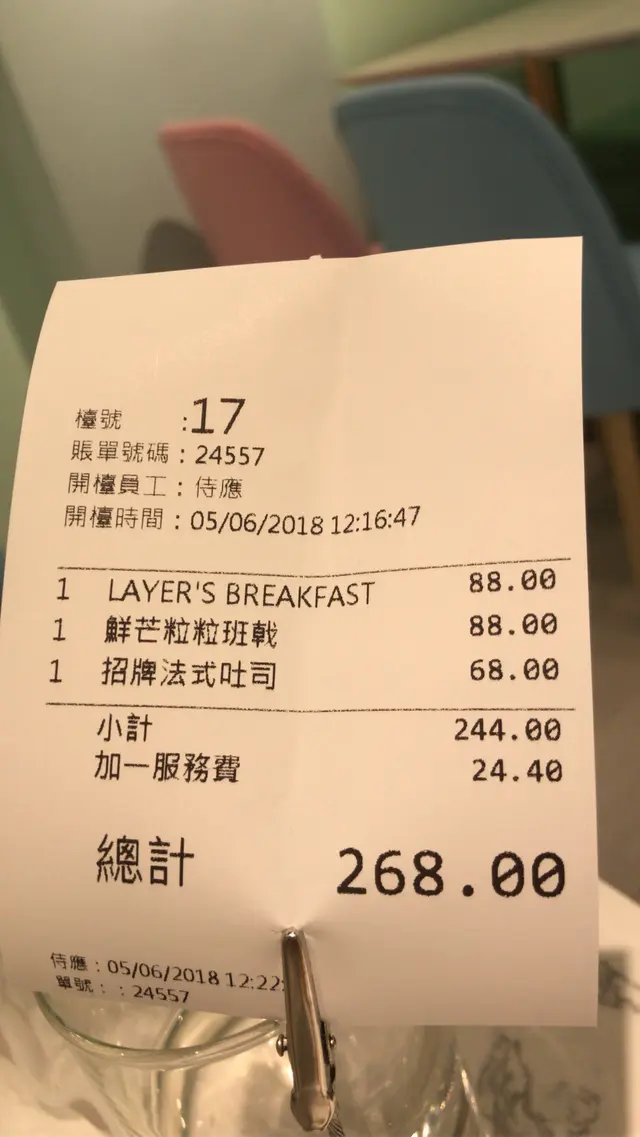 檯號 :17
賬單號碼 : 24557
開檯員工 : 侍應
開檯時間 : 05/06/2018 12:16:47
1 LAYER'S BREAKFAST 88.00
1 鮮芒粒粒班戟 88.00
1 招牌法式吐司 68.00
小計 244.00
加一服務費 24.40
總計 268.00
侍應 : 05/06/2018 12:22:
單號 : : 24557